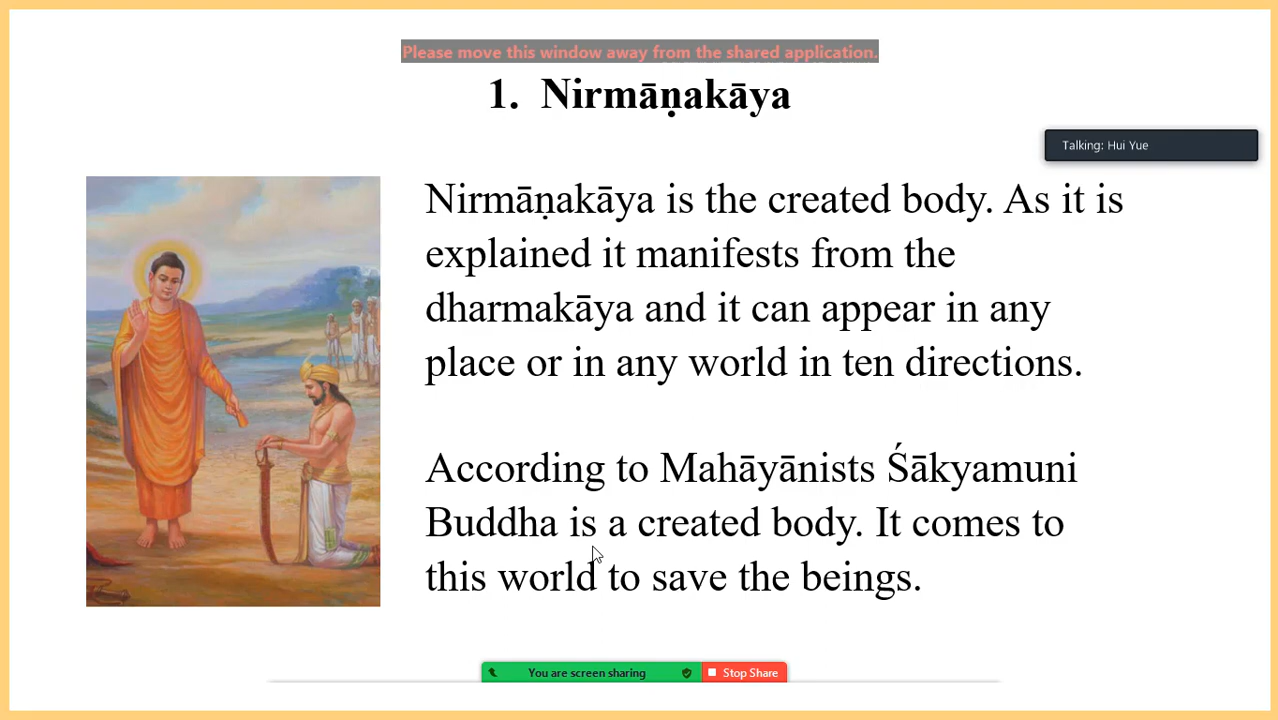 Please move this window away from the shared application.
1. Nirmāṇakāya
Talking: Hui Yue
Nirmāṇakāya is the created body. As it is
explained it manifests from the
dharmakāya and it can appear in any
place or in any world in ten directions.
According to Mahāyānists Śākyamuni
Buddha is a created body. It comes to
this world to save the beings.
You are screen sharing
Stop Share